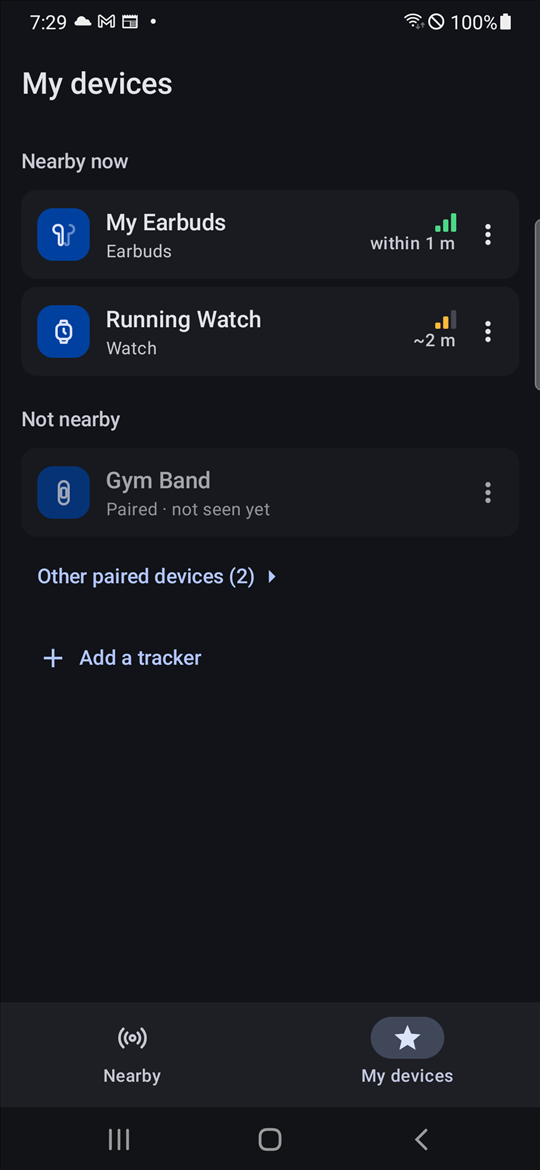 7:29
100%
My devices
Nearby now
My Earbuds
Earbuds
within 1 m
Running Watch
Watch
~2 m
Not nearby
Gym Band
Paired · not seen yet
Other paired devices (2)
Add a tracker
Nearby
My devices